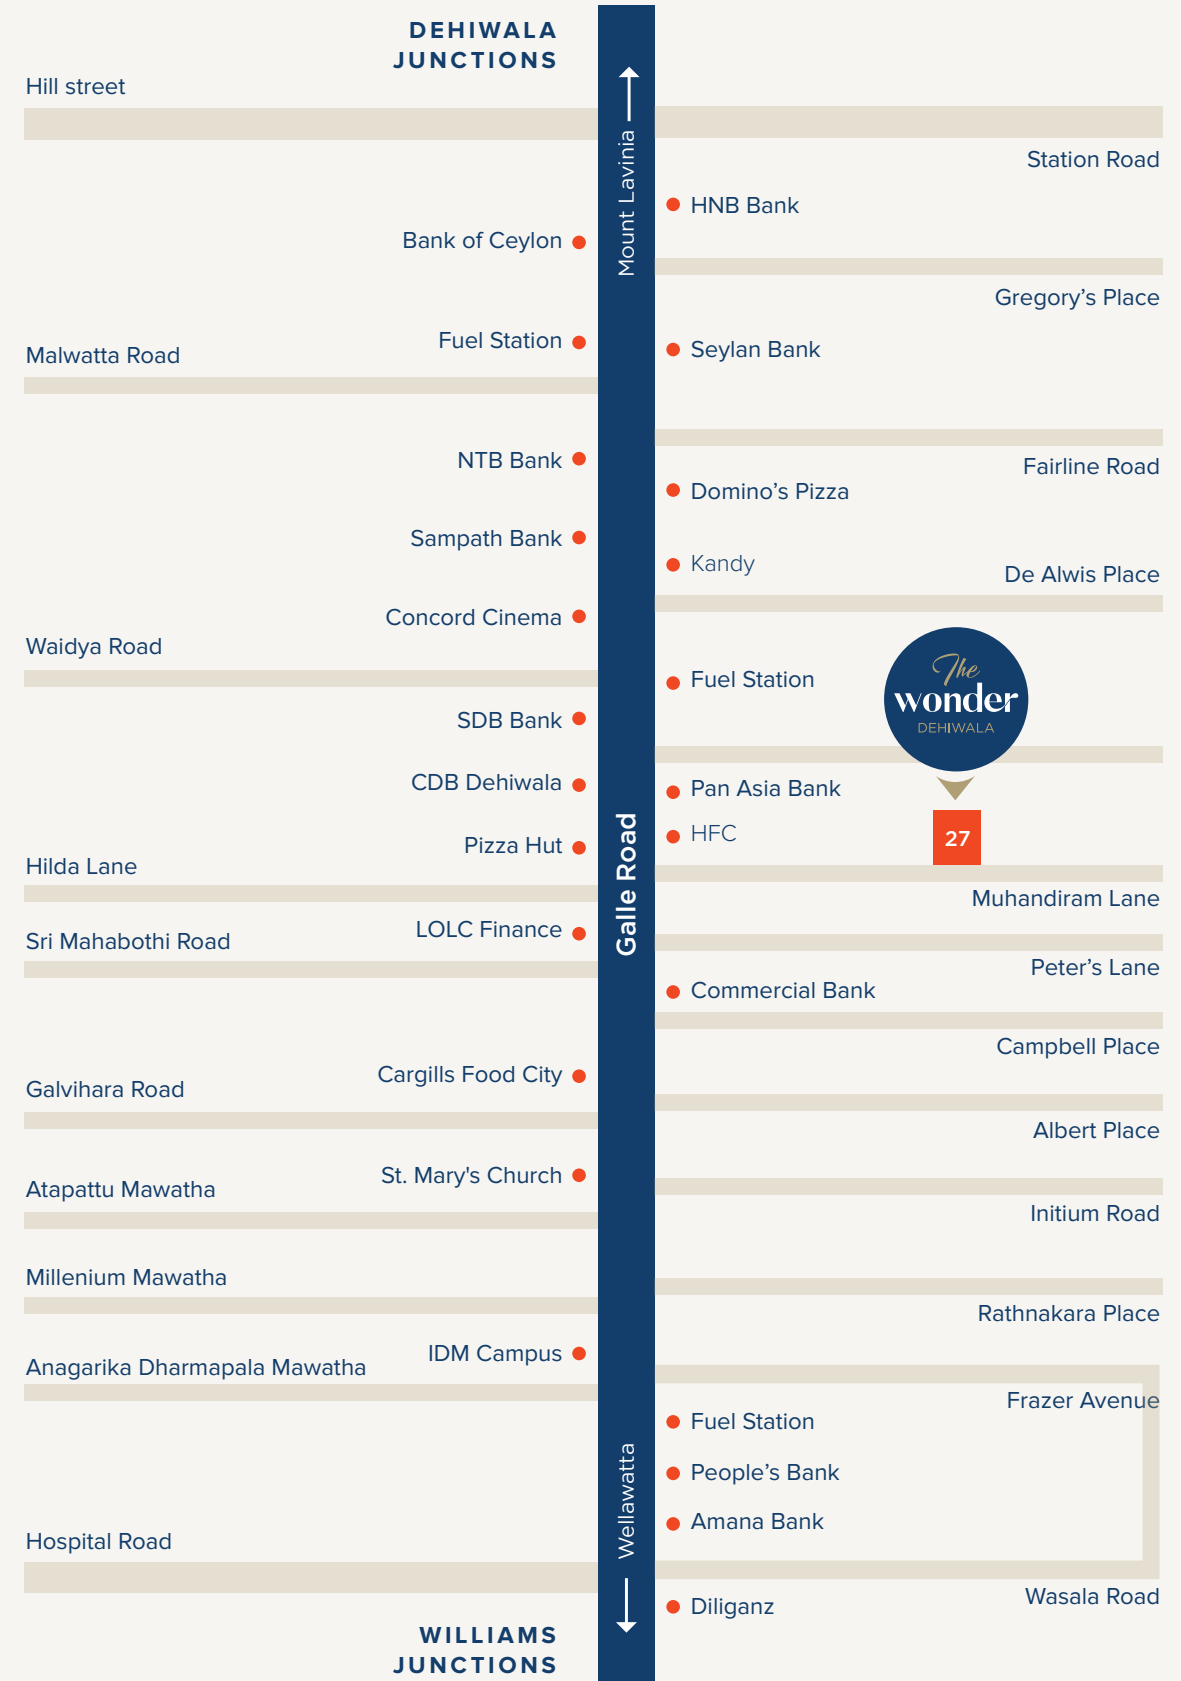 DEHIWALA
JUNCTIONS
Hill street
Bank of Ceylon
Fuel Station
Malwatta Road
NTB Bank
Sampath Bank
Concord Cinema
Waidya Road
SDB Bank
CDB Dehiwala
Pizza Hut
Hilda Lane
LOLC Finance
Sri Mahabothi Road
Cargills Food City
Galvihara Road
St. Mary's Church
Atapattu Mawatha
Millenium Mawatha
IDM Campus
Anagarika Dharmapala Mawatha
Hospital Road
WILLIAMS
JUNCTIONS
Mount Lavinia
Galle Road
Wellawatta
Station Road
HNB Bank
Gregory’s Place
Seylan Bank
Fairline Road
Domino’s Pizza
Kandy
De Alwis Place
The
wonder
DEHIWALA
Fuel Station
Pan Asia Bank
HFC
27
Muhandiram Lane
Peter’s Lane
Commercial Bank
Campbell Place
Albert Place
Initium Road
Rathnakara Place
Frazer Avenue
Fuel Station
People’s Bank
Amana Bank
Wasala Road
Diliganz